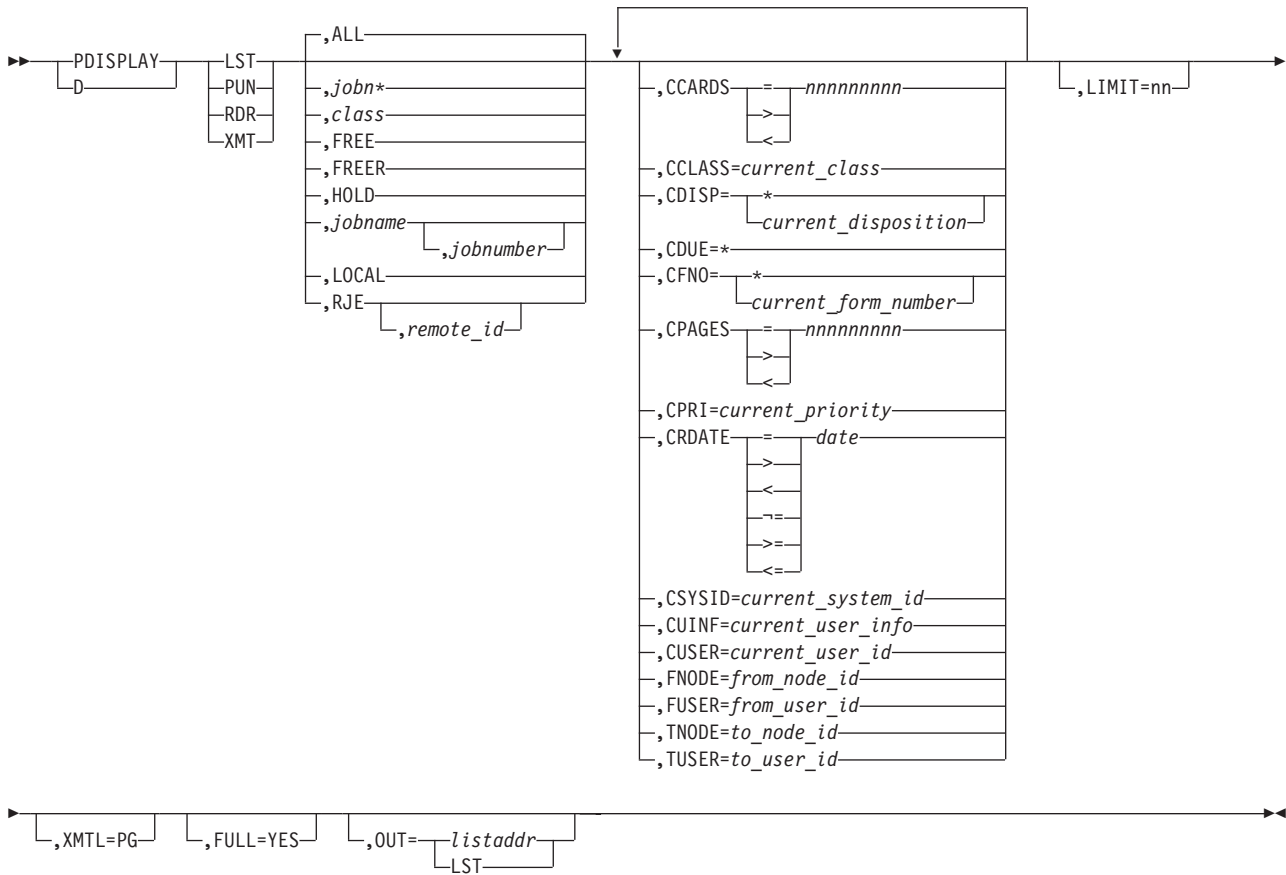 ,ALL
PDISPLAY LST ,CCARDS = nnnnnnnnn ,LIMIT=nn
D PUN ,jobn* >
RDR ,class <
XMT ,FREE ,CCLASS=current_class
,FREER ,CDISP= *
,HOLD current_disposition
,jobname ,CDUE=*
,jobnumber ,CFNO= *
,LOCAL current_form_number
,RJE ,CPAGES = nnnnnnnnn
,remote_id >
<
,CPRI=current_priority
,CRDATE = date
>
<
¬=
>=
<=
,CSYSID=current_system_id
,CUINF=current_user_info
,CUSER=current_user_id
,FNODE=from_node_id
,FUSER=from_user_id
,TNODE=to_node_id
,TUSER=to_user_id
,XMTL=PG ,FULL=YES ,OUT= listaddr
LST